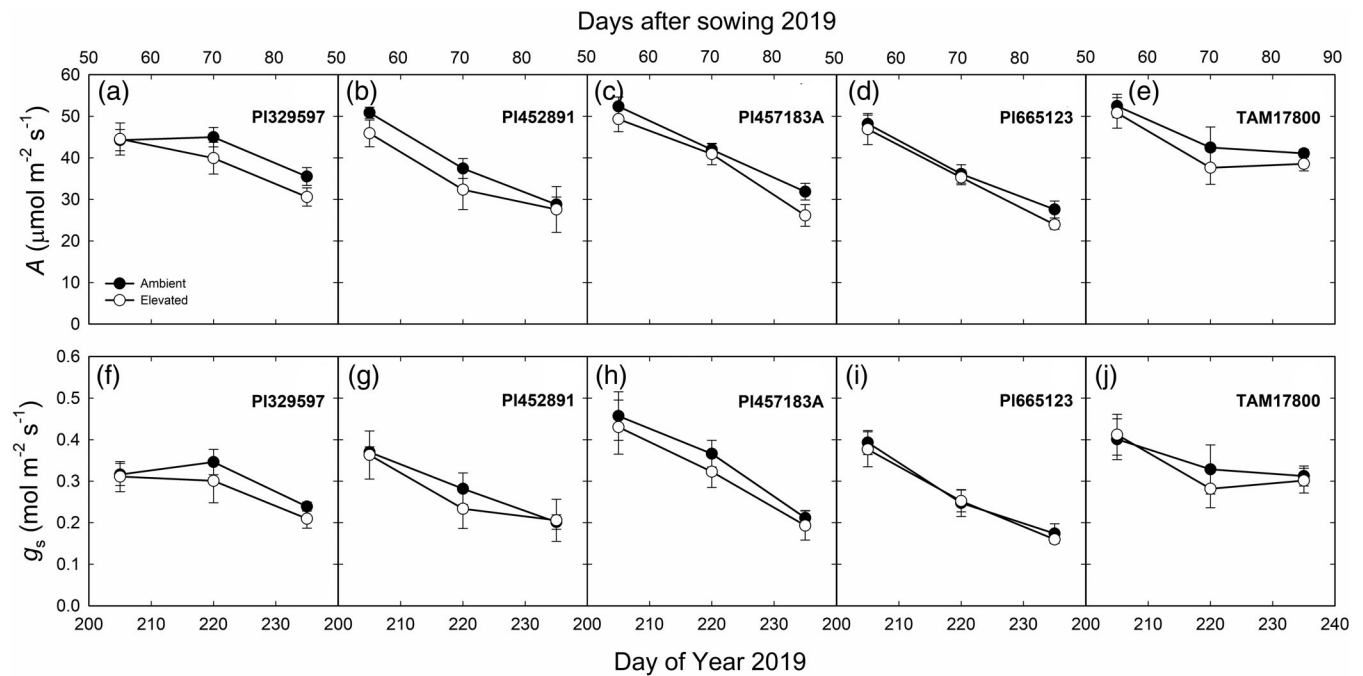 Days after sowing 2019
50 60 70 80 50 60 70 80 50 60 70 80 50 60 70 80 50 60 70 80 90
(a) PI329597 (b) PI452891 (c) PI457183A (d) PI665123 (e) TAM17800
A (μmol m⁻² s⁻¹)
60
50
40
30
20
10
0
Ambient
Elevated
(f) PI329597 (g) PI452891 (h) PI457183A (i) PI665123 (j) TAM17800
gₛ (mol m⁻² s⁻¹)
0.6
0.5
0.4
0.3
0.2
0.1
0.0
200 210 220 230 200 210 220 230 200 210 220 230 200 210 220 230 200 210 220 230 240
Day of Year 2019